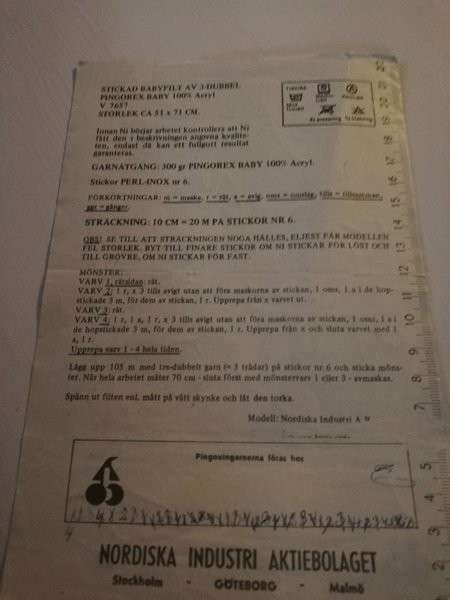 STICKAD BABYFILT AV 3-DUBBEL
PINGOREX BABY 100% Acryl
V 7657
STORLEK CA 51 x 71 CM.
Innan Ni börjar arbetet kontrollera att Ni
fått den i beskrivningen angivna kvalite-
ten, endast då kan ett fullgott resultat
garanteras.
GARNÅTGÅNG: 300 gr PINGOREX BABY 100% Acryl.
Stickor PERL-INOX nr 6.
FÖRKORTNINGAR: m = maska, r = rät, a = avig, oms = omslag, tills = tillsamman,
ggr = gånger.
STRÄCKNING: 10 CM = 20 M PÅ STICKOR NR 6.
OBS! SE TILL ATT STRÄCKNINGEN NOGA HÅLLES, ELJEST FÅR MODELLEN
FEL STORLEK. BYT TILL FINARE STICKOR OM NI STICKAR FÖR LÖST OCH
TILL GRÖVRE, OM NI STICKAR FÖR FAST.
MÖNSTER:
VARV 1, rätsidan: rät.
VARV 2: 1 r, x 3 tills avigt utan att föra maskorna av stickan, 1 oms, 1 a i de hop-
stickade 3 m, för dem av stickan, 1 r. Upprepa från x varvet ut.
VARV 3: rät.
VARV 4: 1 r, 1 a, 1 r, x 3 tills avigt utan att föra maskorna av stickan, 1 oms, 1 a i
de hopstickade 3 m, för dem av stickan, 1 r. Upprepa från x och sluta varvet med 1
a, 1 r.
Upprepa varv 1 - 4 hela tiden.
Lägg upp 105 m med tre-dubbelt garn (= 3 trådar) på stickor nr 6 och sticka möns-
ter. När hela arbetet mäter 70 cm - sluta först med mönstervarv 1 eller 3 - avmaskas.
Spänn ut filten enl. mått på vått skynke och låt den torka.
Modell: Nordiska Industri AB
Pingouingarnerna föras hos
NORDISKA INDUSTRI AKTIEBOLAGET
Stockholm - GÖTEBORG - Malmö